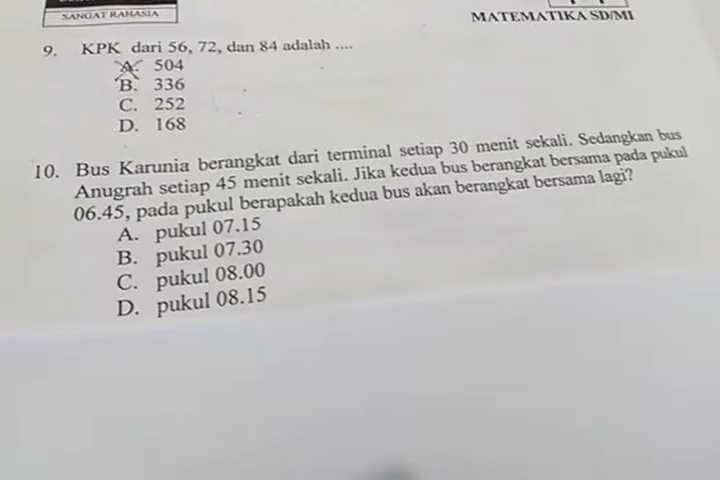 SANGAT RAHASIA
MATEMATIKA SD/MI
9. KPK dari 56, 72, dan 84 adalah ....
A. 504
B. 336
C. 252
D. 168
10. Bus Karunia berangkat dari terminal setiap 30 menit sekali. Sedangkan bus
Anugrah setiap 45 menit sekali. Jika kedua bus berangkat bersama pada pukul
06.45, pada pukul berapakah kedua bus akan berangkat bersama lagi?
A. pukul 07.15
B. pukul 07.30
C. pukul 08.00
D. pukul 08.15